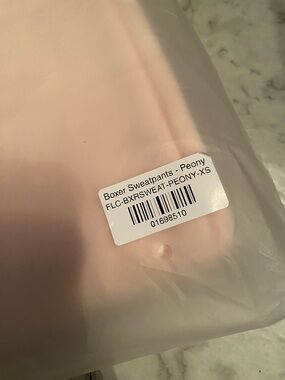 Boxer Sweatpants - Peony
FLC-BXRSWEAT-PEONY-XS
01698510